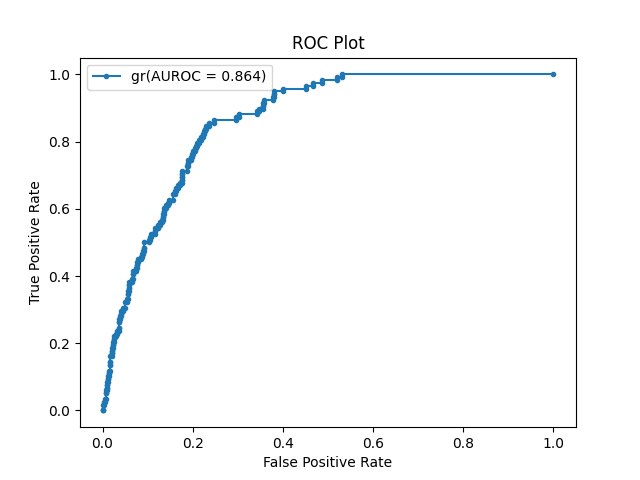 ROC Plot
gr(AUROC = 0.864)
True Positive Rate
1.0
0.8
0.6
0.4
0.2
0.0
0.0 0.2 0.4 0.6 0.8 1.0
False Positive Rate